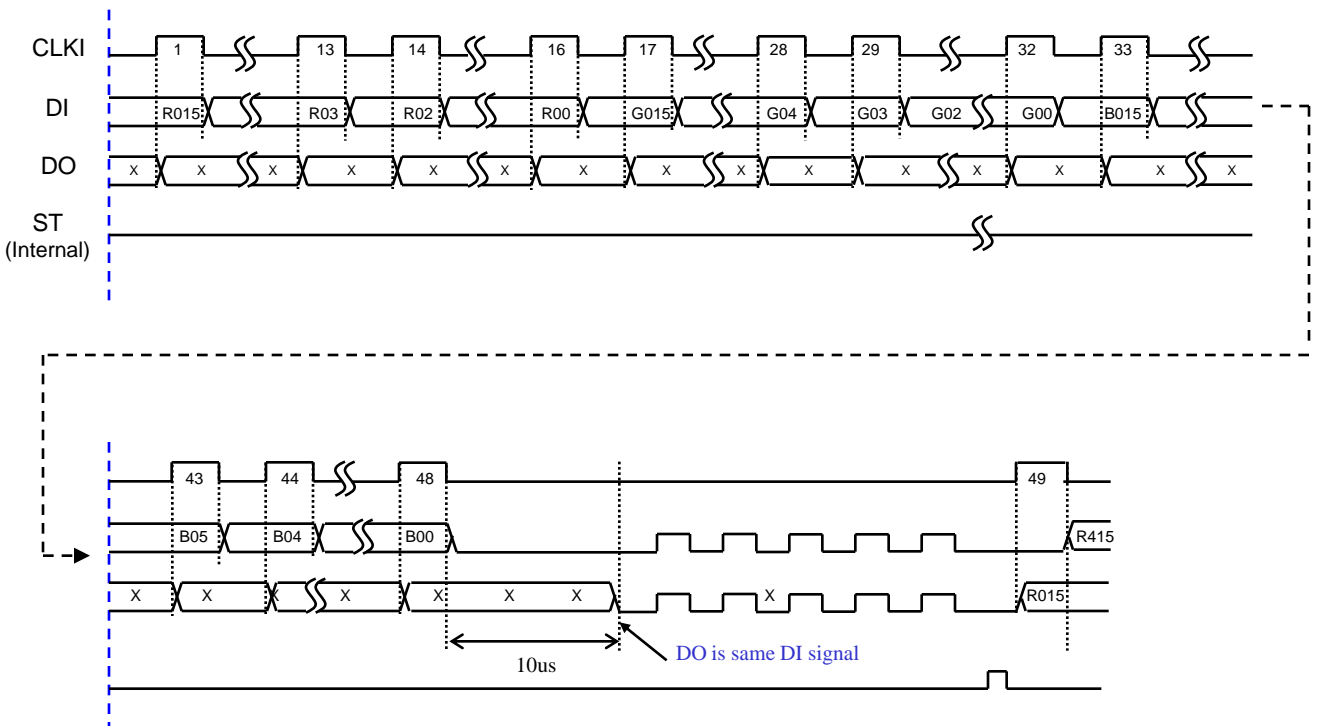 CLKI 1 13 14 16 17 28 29 32 33
DI R015 R03 R02 R00 G015 G04 G03 G02 G00 B015
DO X X X X X X X X X X X X X X X
ST
(Internal)
43 44 48 49
B05 B04 B00 R415
X X X X X X X X R015
DO is same DI signal
10us